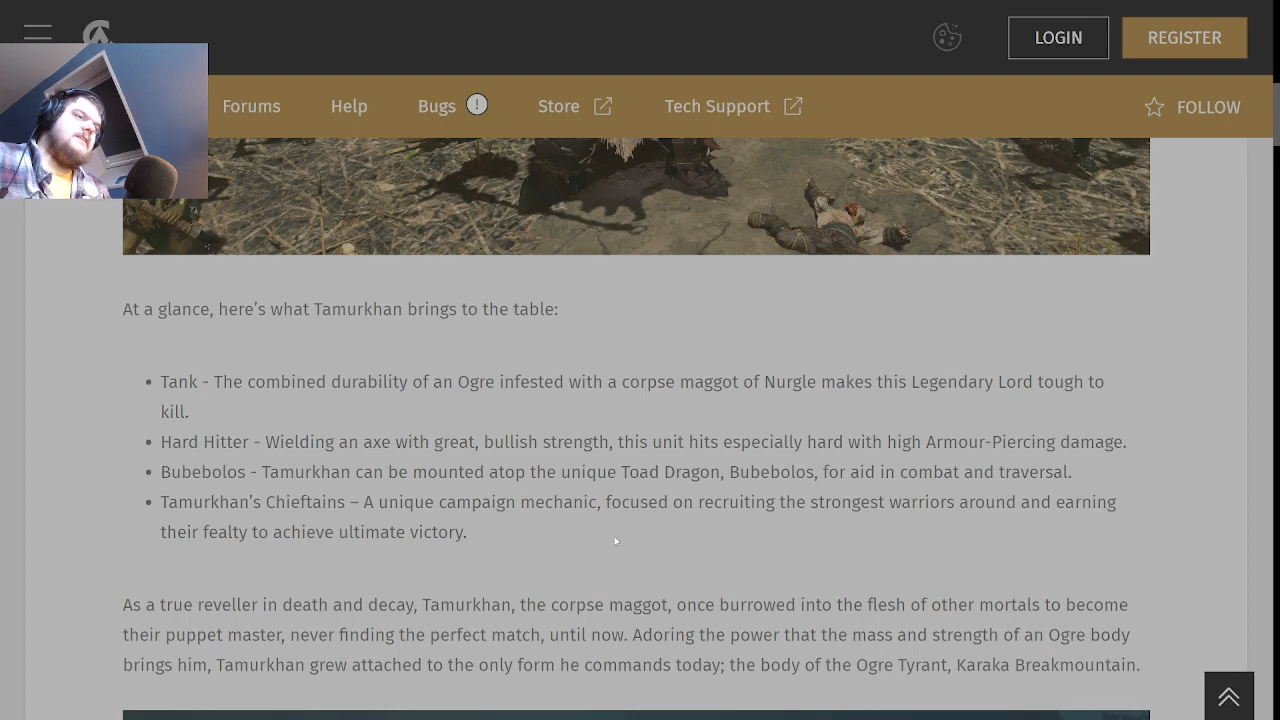 LOGIN
REGISTER
Forums
Help
Bugs
!
Store
Tech Support
FOLLOW
At a glance, here’s what Tamurkhan brings to the table:
• Tank - The combined durability of an Ogre infested with a corpse maggot of Nurgle makes this Legendary Lord tough to
kill.
• Hard Hitter - Wielding an axe with great, bullish strength, this unit hits especially hard with high Armour-Piercing damage.
• Bubebolos - Tamurkhan can be mounted atop the unique Toad Dragon, Bubebolos, for aid in combat and traversal.
• Tamurkhan’s Chieftains – A unique campaign mechanic, focused on recruiting the strongest warriors around and earning
their fealty to achieve ultimate victory.
As a true reveller in death and decay, Tamurkhan, the corpse maggot, once burrowed into the flesh of other mortals to become
their puppet master, never finding the perfect match, until now. Adoring the power that the mass and strength of an Ogre body
brings him, Tamurkhan grew attached to the only form he commands today; the body of the Ogre Tyrant, Karaka Breakmountain.